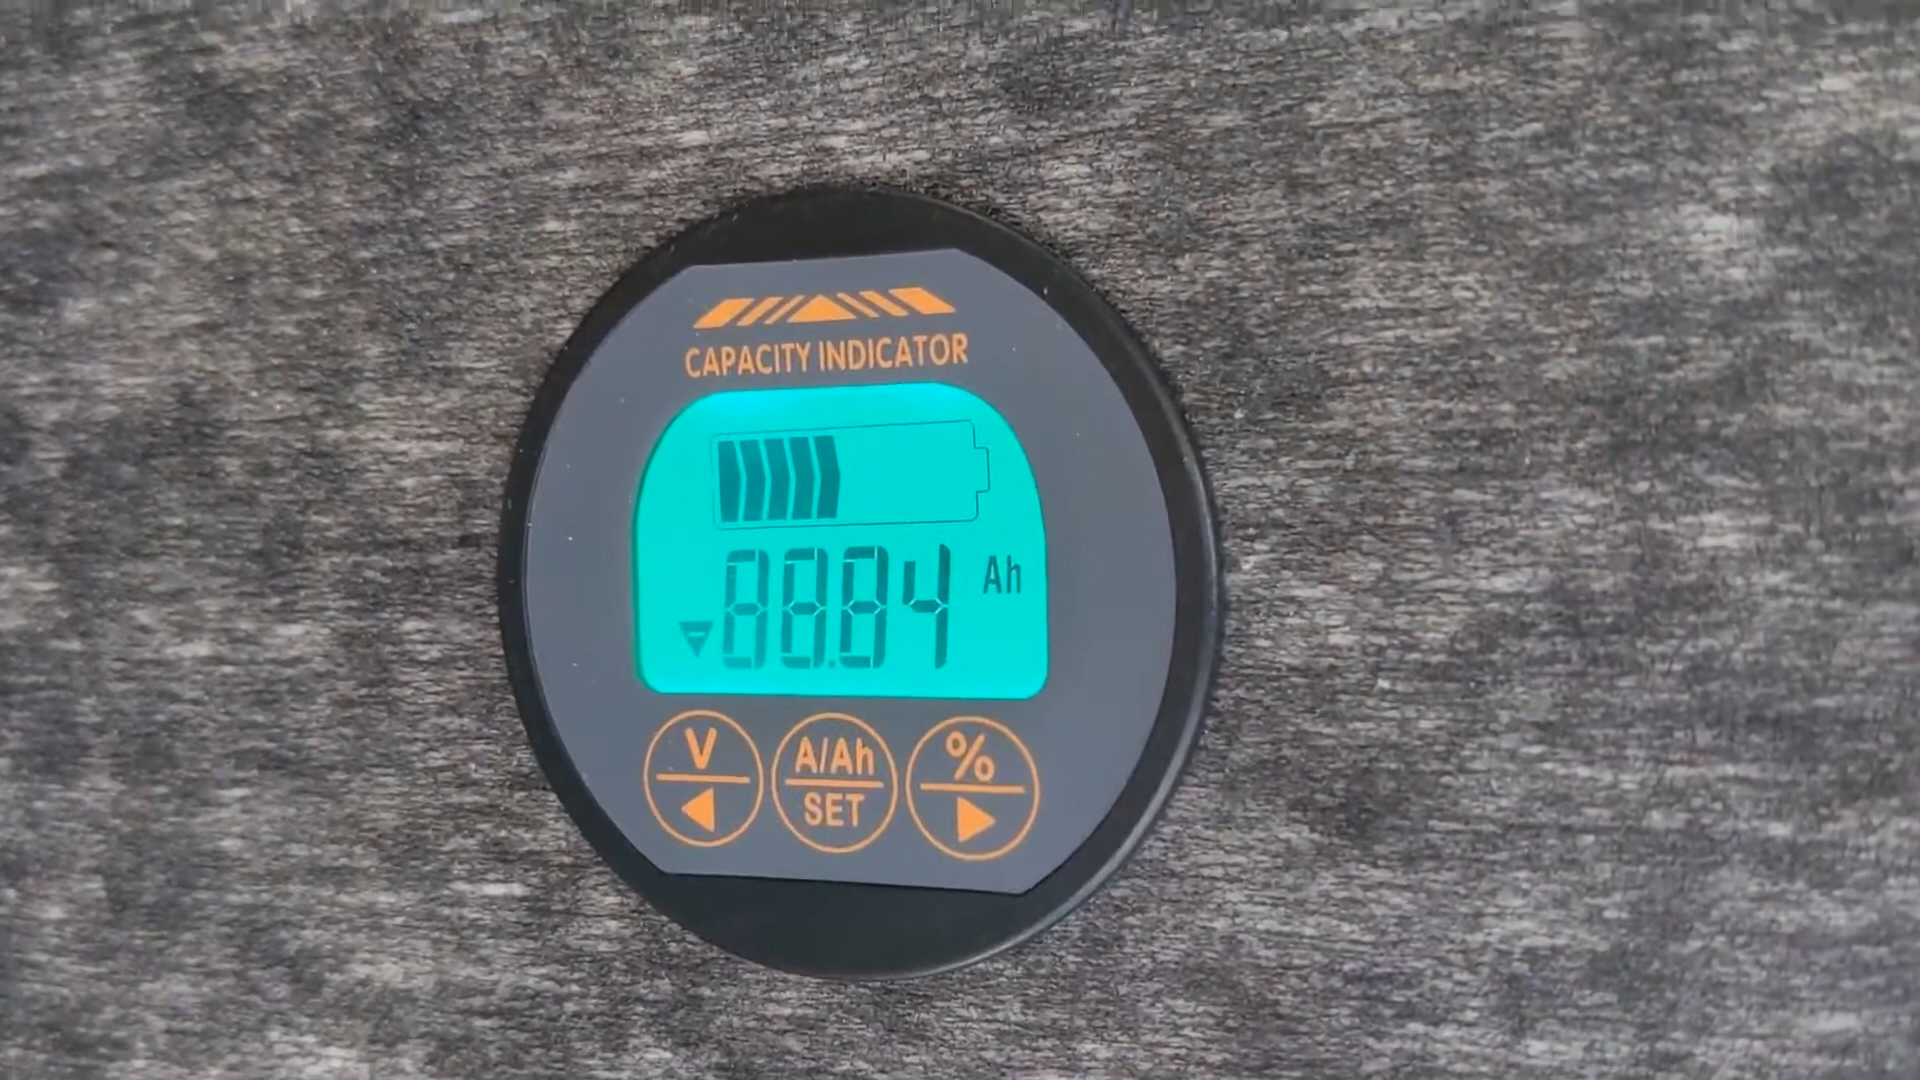 CAPACITY INDICATOR
88.84 Ah
V A/Ah %
SET